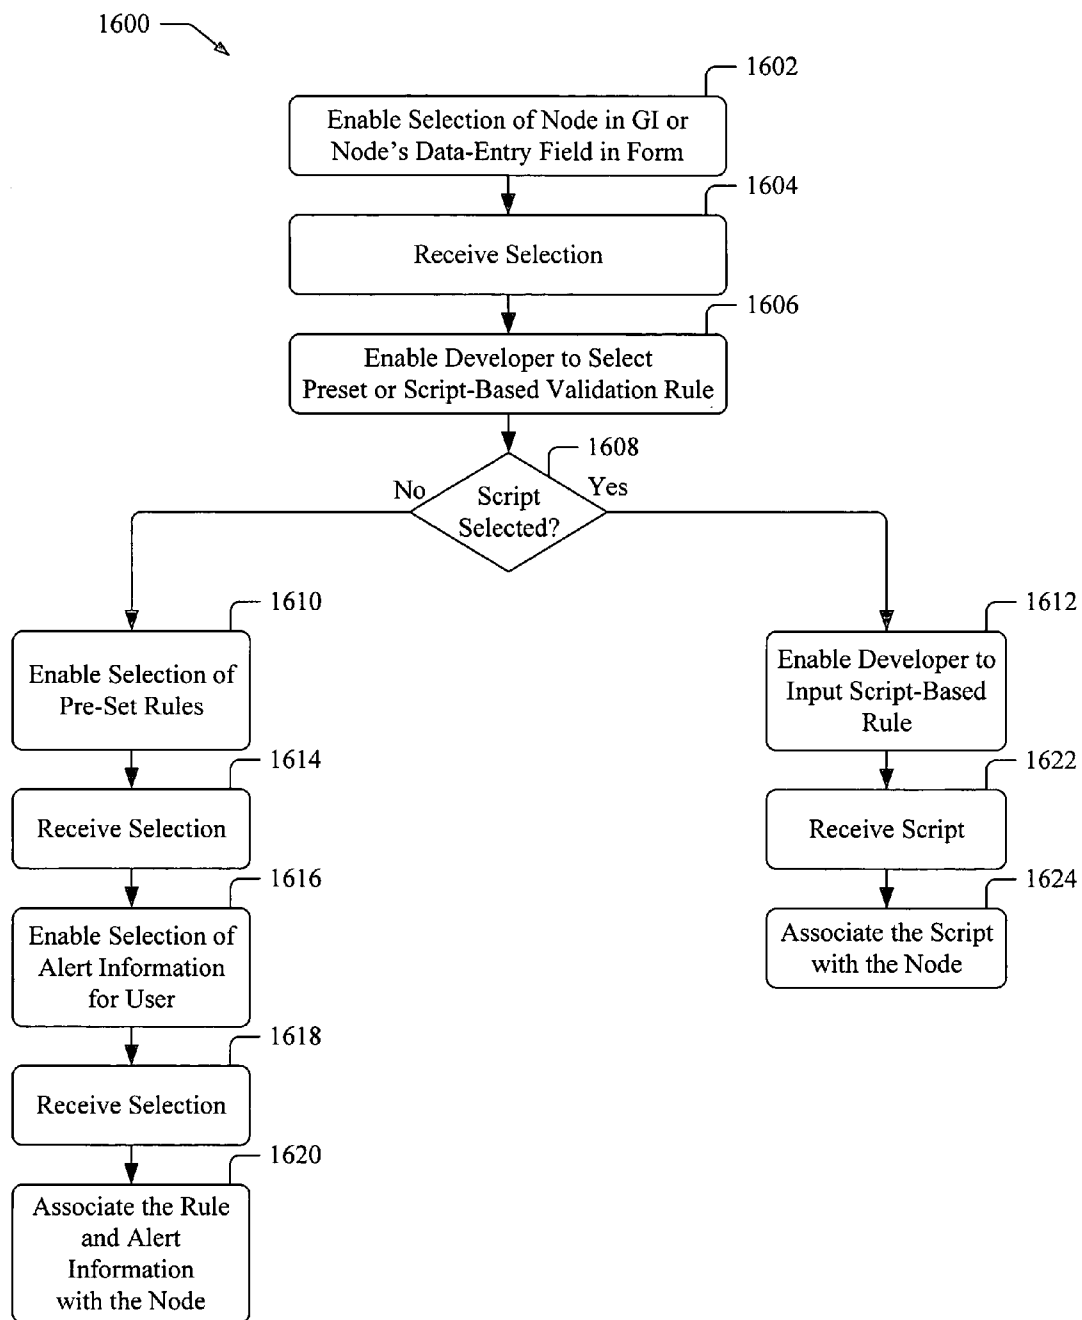 1600
1602
Enable Selection of Node in GI or
Node's Data-Entry Field in Form
1604
Receive Selection
1606
Enable Developer to Select
Preset or Script-Based Validation Rule
1608
No
Yes
Script
Selected?
1610
Enable Selection of
Pre-Set Rules
1614
Receive Selection
1616
Enable Selection of
Alert Information
for User
1618
Receive Selection
1620
Associate the Rule
and Alert
Information
with the Node
1612
Enable Developer to
Input Script-Based
Rule
1622
Receive Script
1624
Associate the Script
with the Node